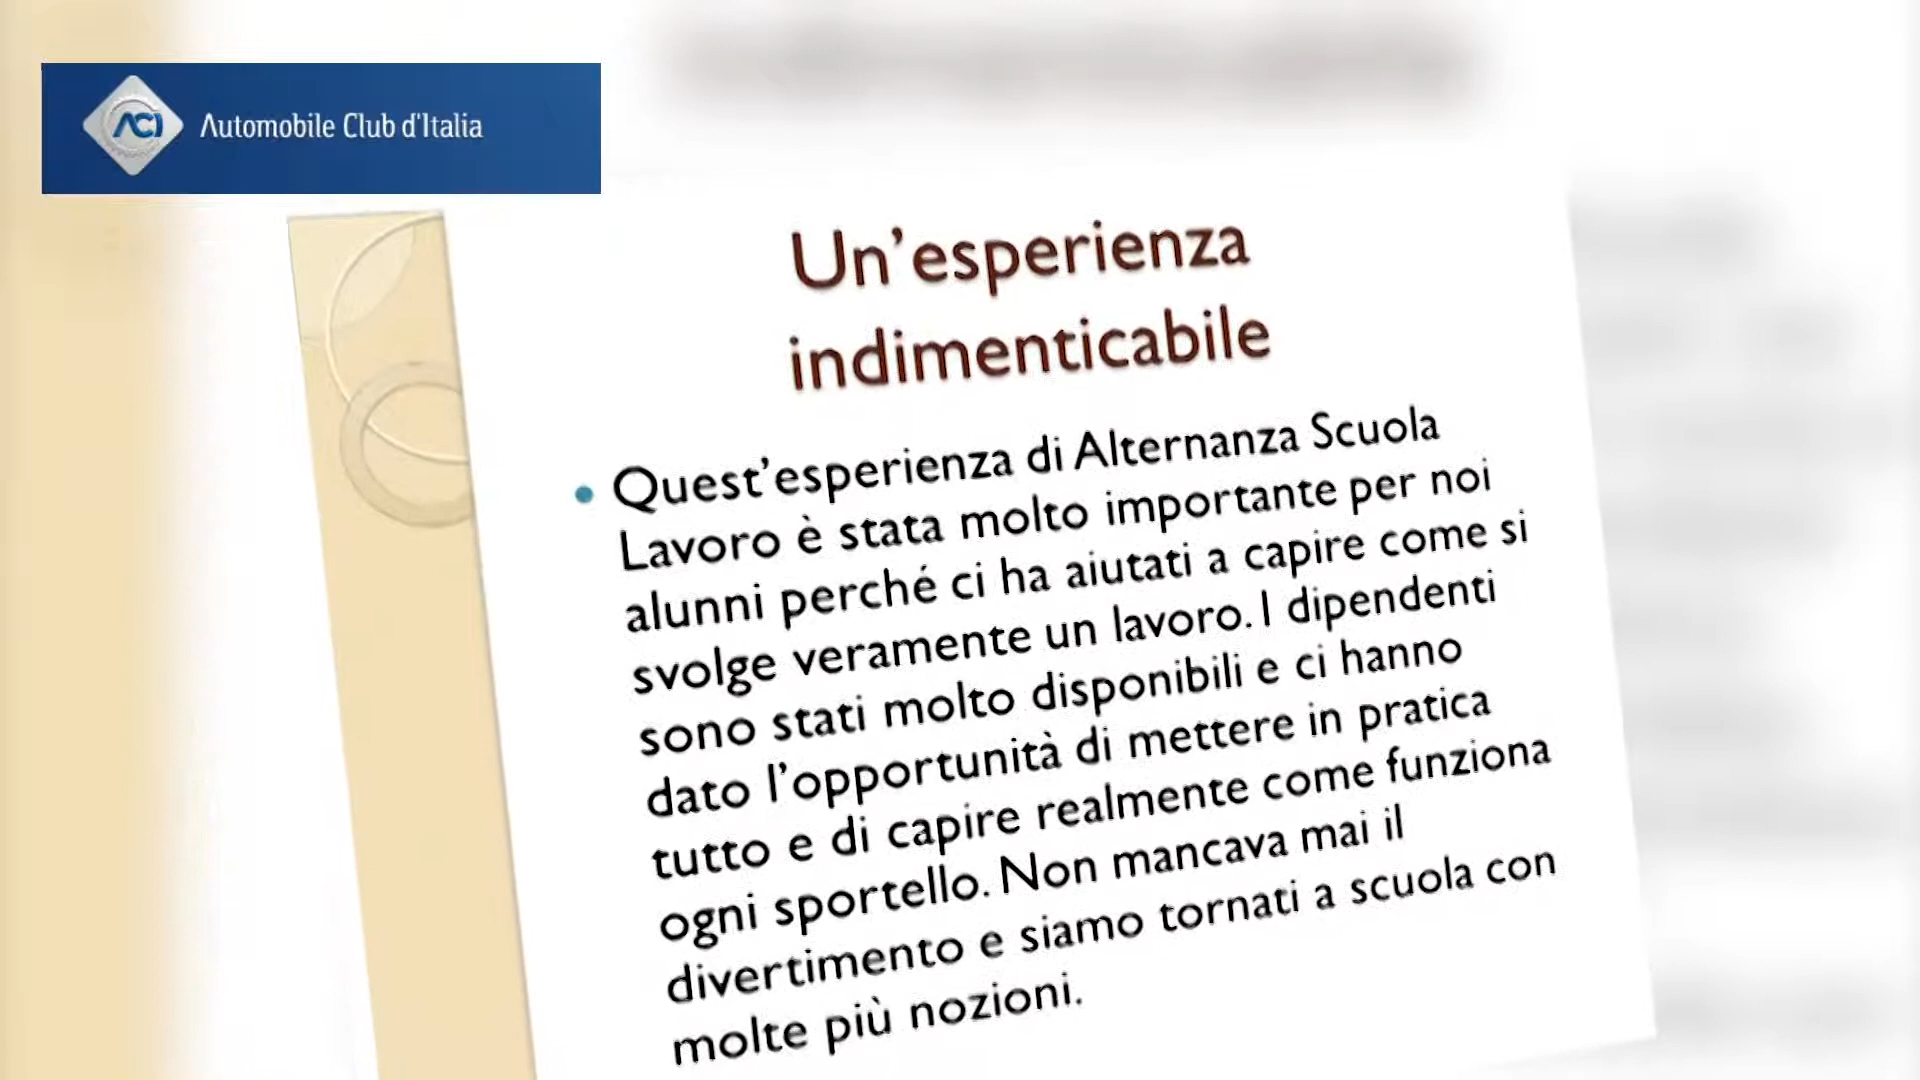 ACI Automobile Club d'Italia
Un'esperienza
indimenticabile
• Quest'esperienza di Alternanza Scuola
Lavoro è stata molto importante per noi
alunni perché ci ha aiutati a capire come si
svolge veramente un lavoro. I dipendenti
sono stati molto disponibili e ci hanno
dato l'opportunità di mettere in pratica
tutto e di capire realmente come funziona
ogni sportello. Non mancava mai il
divertimento e siamo tornati a scuola con
molte più nozioni.